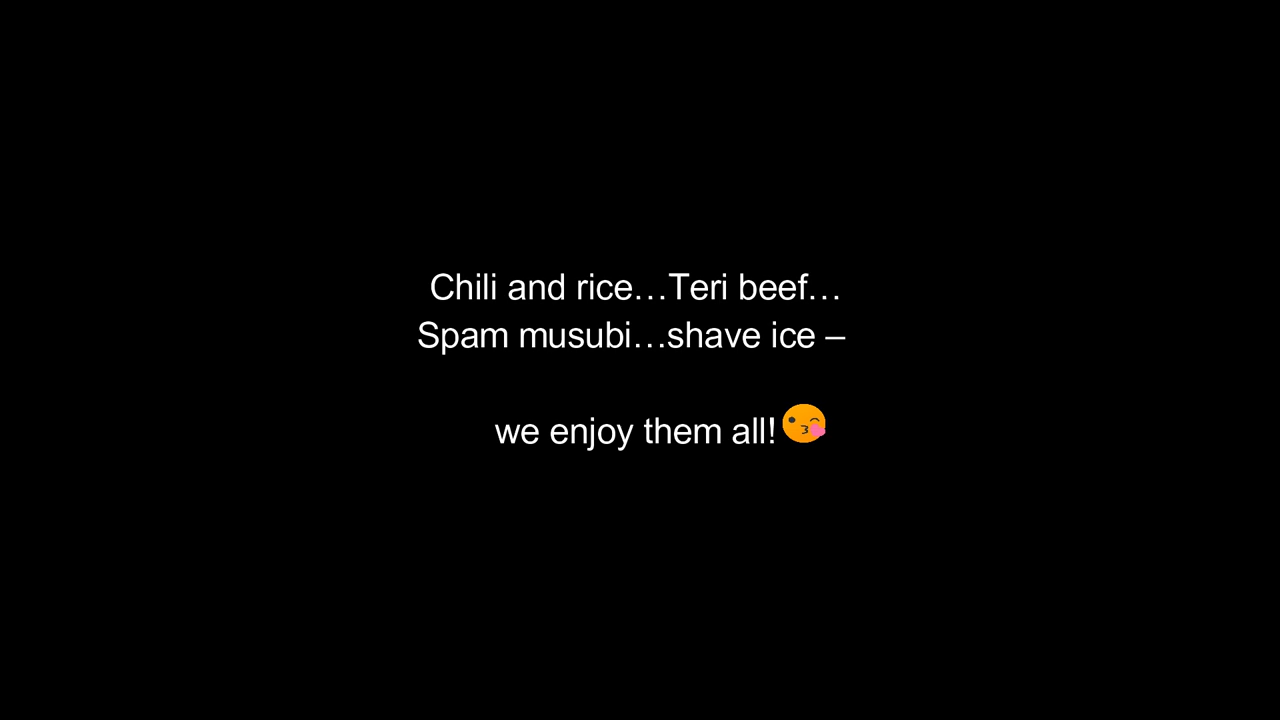 Chili and rice…Teri beef…
Spam musubi…shave ice –
we enjoy them all!😘